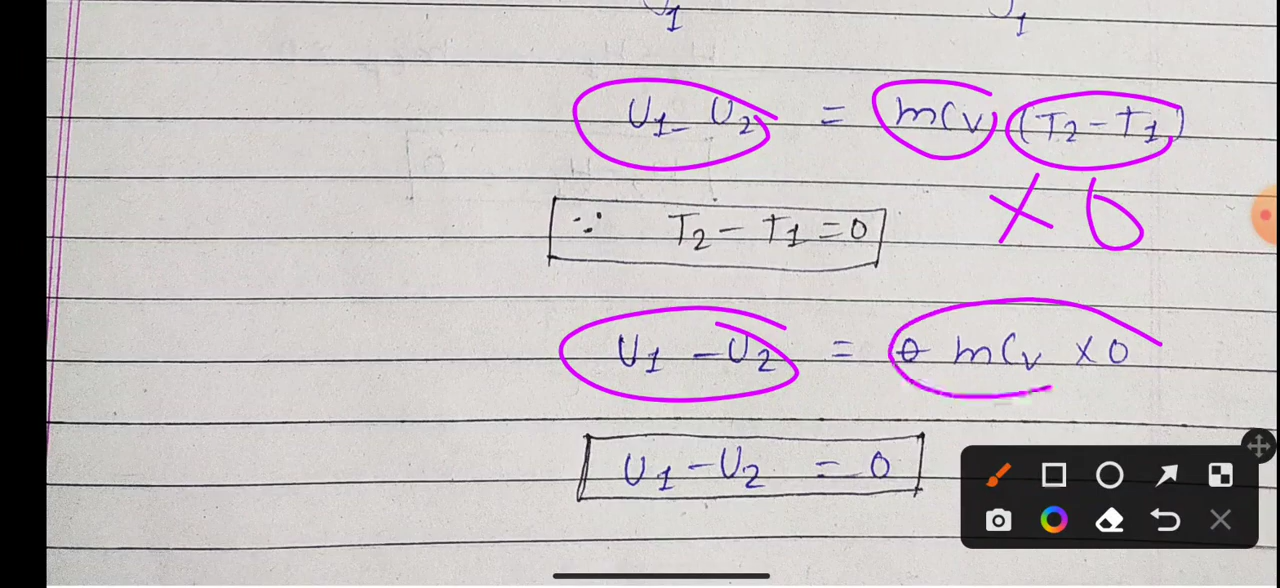 U1 - U2 = mCv (T2 - T1)
× 0
∵ T2 - T1 = 0
U1 - U2 = mCv × 0
U1 - U2 = 0